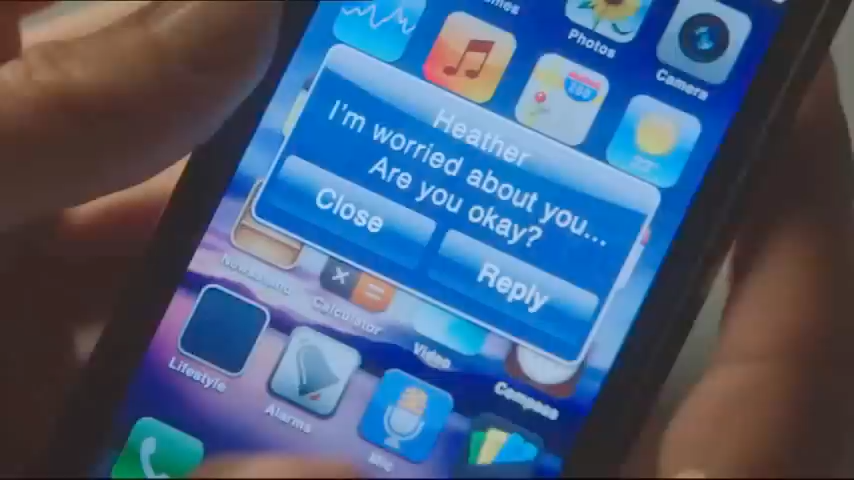 Photos
Camera
Heather
I'm worried about you...
Are you okay?
Close
Reply
Calculator
Video
Compass
Lifestyle
Alarms